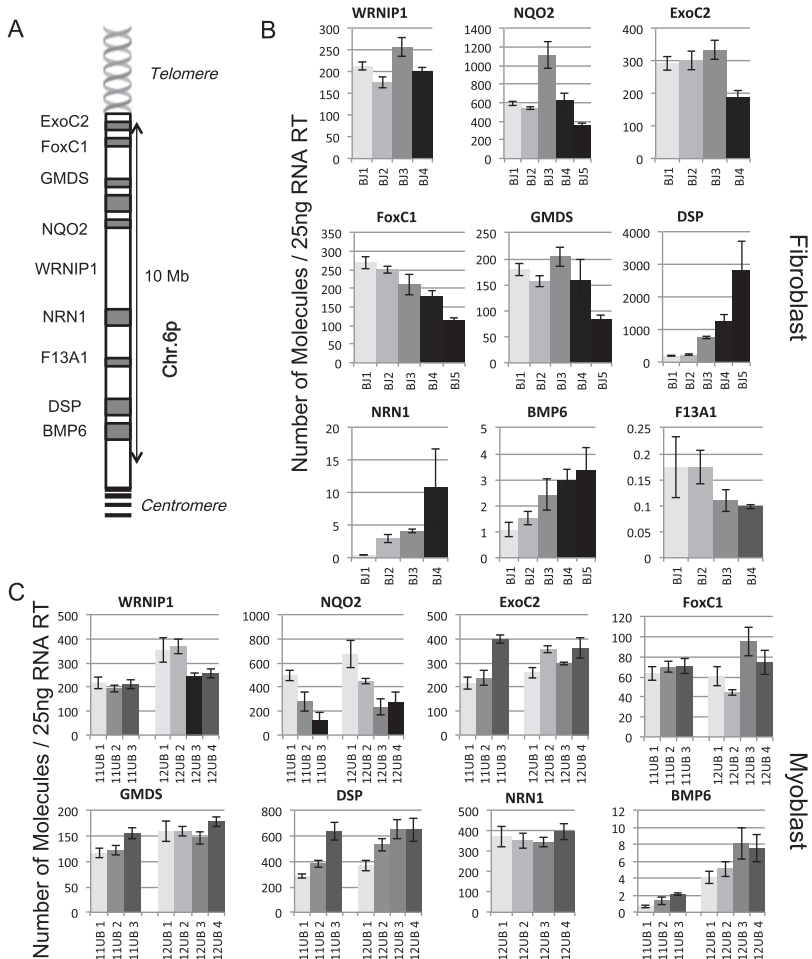 A
Telomere
ExoC2
FoxC1
GMDS
NQO2
WRNIP1
NRN1
F13A1
DSP
BMP6
10 Mb
Chr.6p
Centromere
B
Number of Molecules / 25ng RNA RT
Fibroblast
WRNIP1
300
250
200
150
100
50
0
BJ1 BJ2 BJ3 BJ4
NQO2
1400
1200
1000
800
600
400
200
0
BJ1 BJ2 BJ3 BJ4 BJ5
ExoC2
400
300
200
100
0
BJ1 BJ2 BJ3 BJ4
FoxC1
350
300
250
200
150
100
50
0
BJ1 BJ2 BJ3 BJ4 BJ5
GMDS
250
200
150
100
50
0
BJ1 BJ2 BJ3 BJ4 BJ5
DSP
4000
3000
2000
1000
0
BJ1 BJ2 BJ3 BJ4 BJ5
NRN1
20
15
10
5
0
BJ1 BJ2 BJ3 BJ4
BMP6
5
4
3
2
1
0
BJ1 BJ2 BJ3 BJ4 BJ5
F13A1
0.25
0.2
0.15
0.1
0.05
0
BJ1 BJ2 BJ3 BJ4
C
Number of Molecules / 25ng RNA RT
Myoblast
WRNIP1
500
400
300
200
100
0
11UB 1 11UB 2 11UB 3 12UB 1 12UB 2 12UB 3 12UB 4
NQO2
1000
800
600
400
200
0
11UB 1 11UB 2 11UB 3 12UB 1 12UB 2 12UB 3 12UB 4
ExoC2
500
400
300
200
100
0
11UB 1 11UB 2 11UB 3 12UB 1 12UB 2 12UB 3 12UB 4
FoxC1
120
100
80
60
40
20
0
11UB 1 11UB 2 11UB 3 12UB 1 12UB 2 12UB 3 12UB 4
GMDS
200
150
100
50
0
11UB 1 11UB 2 11UB 3 12UB 1 12UB 2 12UB 3 12UB 4
DSP
800
600
400
200
0
11UB 1 11UB 2 11UB 3 12UB 1 12UB 2 12UB 3 12UB 4
NRN1
500
400
300
200
100
0
12UB 1 12UB 2 12UB 3 12UB 4
BMP6
12
10
8
6
4
2
0
11UB 1 11UB 2 11UB 3 12UB 1 12UB 2 12UB 3 12UB 4